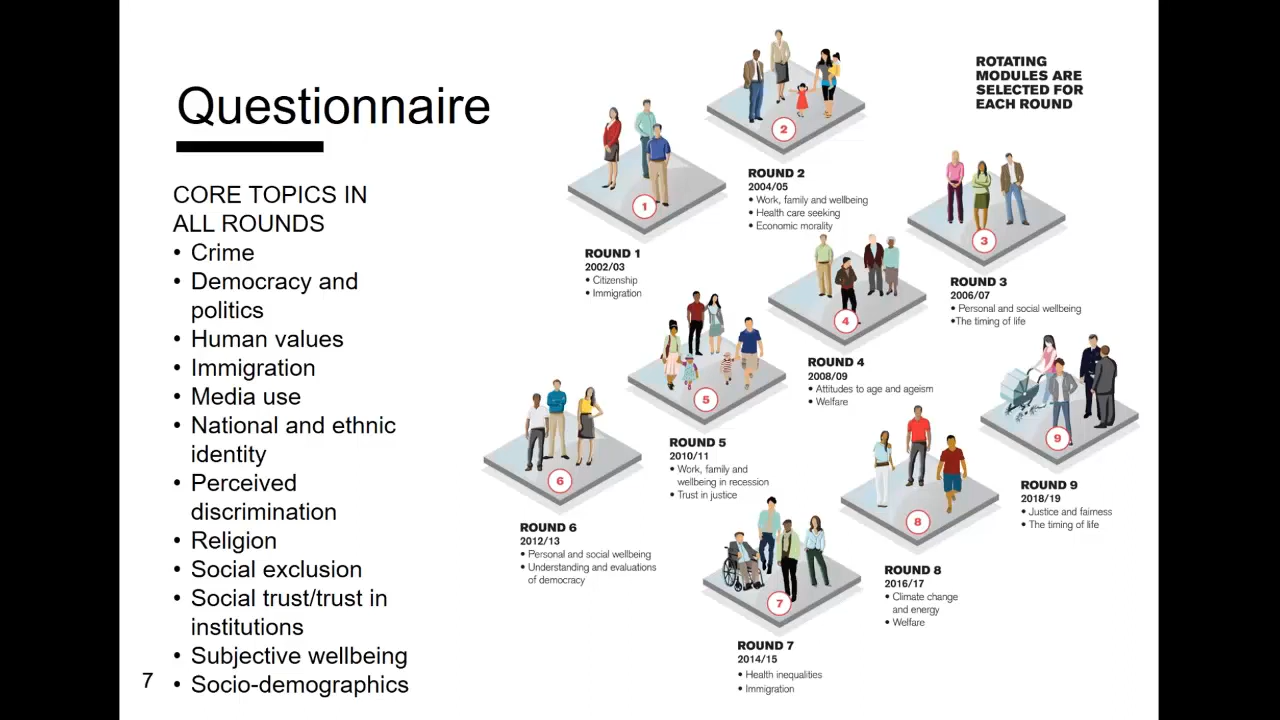 Questionnaire
CORE TOPICS IN
ALL ROUNDS
• Crime
• Democracy and
politics
• Human values
• Immigration
• Media use
• National and ethnic
identity
• Perceived
discrimination
• Religion
• Social exclusion
• Social trust/trust in
institutions
• Subjective wellbeing
• Socio-demographics
7
ROTATING
MODULES ARE
SELECTED FOR
EACH ROUND
1
ROUND 1
2002/03
• Citizenship
• Immigration
2
ROUND 2
2004/05
• Work, family and wellbeing
• Health care seeking
• Economic morality
3
ROUND 3
2006/07
• Personal and social wellbeing
•The timing of life
4
ROUND 4
2008/09
• Attitudes to age and ageism
• Welfare
5
ROUND 5
2010/11
• Work, family and
wellbeing in recession
• Trust in justice
6
ROUND 6
2012/13
• Personal and social wellbeing
• Understanding and evaluations
of democracy
7
ROUND 7
2014/15
• Health inequalities
• Immigration
8
ROUND 8
2016/17
• Climate change
and energy
• Welfare
9
ROUND 9
2018/19
• Justice and fairness
• The timing of life